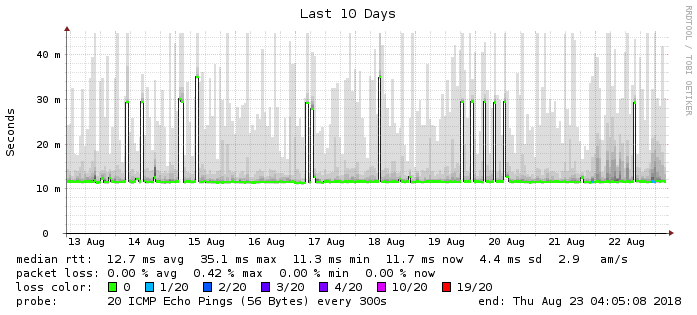 Last 10 Days
RRDTOOL / TOBI OETIKER
Seconds
40 m
30 m
20 m
10 m
0
13 Aug 14 Aug 15 Aug 16 Aug 17 Aug 18 Aug 19 Aug 20 Aug 21 Aug 22 Aug
median rtt: 12.7 ms avg 35.1 ms max 11.3 ms min 11.7 ms now 4.4 ms sd 2.9 am/s
packet loss: 0.00 % avg 0.42 % max 0.00 % min 0.00 % now
loss color: 0 1/20 2/20 3/20 4/20 10/20 19/20
probe: 20 ICMP Echo Pings (56 Bytes) every 300s end: Thu Aug 23 04:05:08 2018